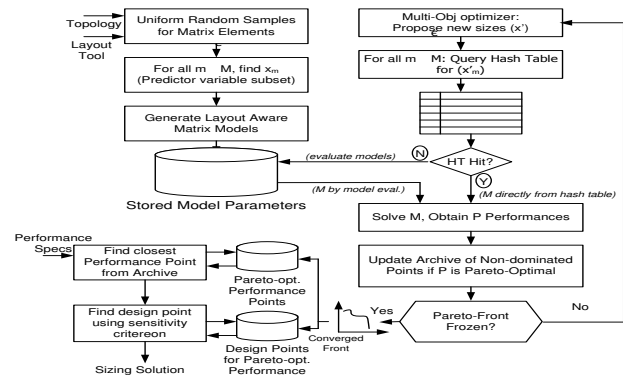 Topology
Layout
Tool
Uniform Random Samples
for Matrix Elements
For all m M, find xm
(Predictor variable subset)
Generate Layout Aware
Matrix Models
Stored Model Parameters
Multi-Obj optimizer:
Propose new sizes (x')
ε
For all m M: Query Hash Table
for (x'm)
HT Hit?
N
(evaluate models)
Y
(M by model eval.)
(M directly from hash table)
Solve M, Obtain P Performances
Update Archive of Non-dominated
Points if P is Pareto-Optimal
Pareto-Front
Frozen?
No
Yes
Converged
Front
Performance
Specs
Find closest
Performance Point
from Archive
Pareto-opt.
Performance
Points
Find design point
using sensitivity
critereon
Design Points
for Pareto-opt.
Performance
Sizing Solution